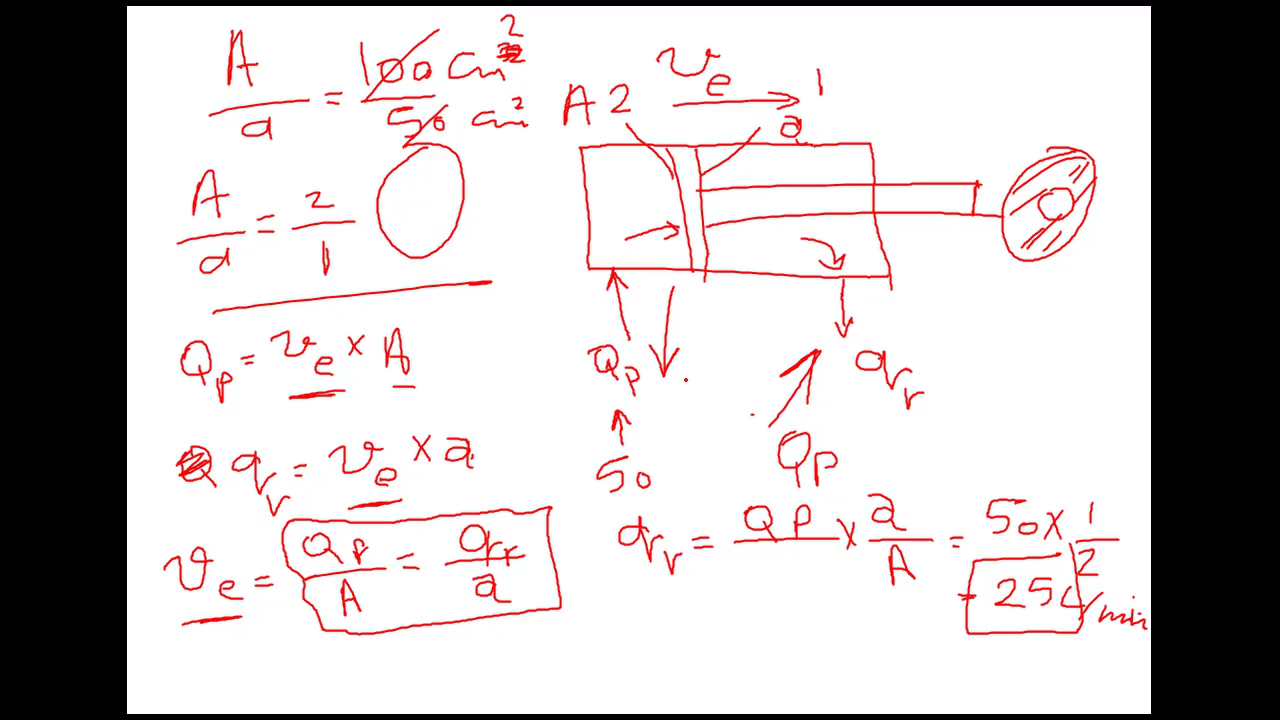 A/a = 100 cm²/50 cm²
A/a = 2/1
Qp = ve × A
qr = ve × a
ve = Qp/A = qr/a
ve
A 2
1
a
Qp
50
qr
Qp
qr = Qp × a/A = 50 × 1/2
= 25 L/min